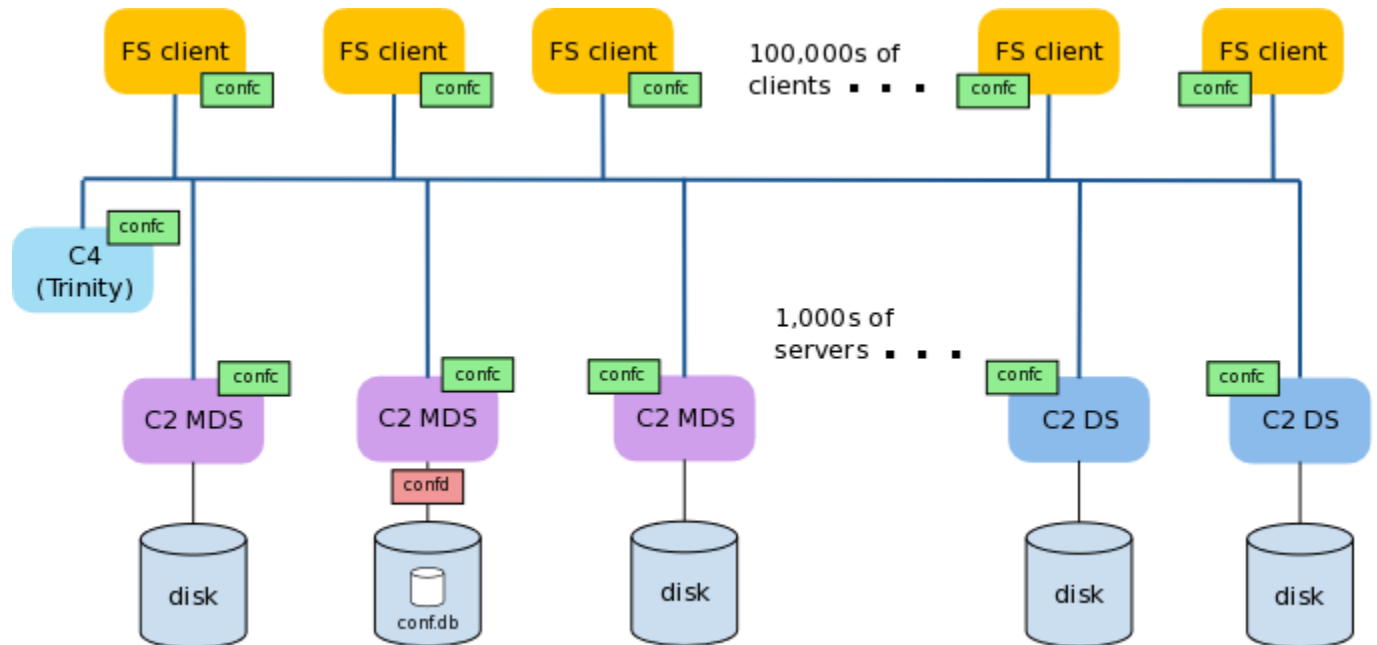 FS client
confc
FS client
confc
FS client
confc
100,000s of
clients ▪ ▪ ▪
FS client
confc
FS client
confc
confc
C4
(Trinity)
1,000s of
servers ▪ ▪ ▪
confc
C2 MDS
confc
C2 MDS
confc
C2 MDS
confc
C2 DS
confc
C2 DS
confd
disk
conf.db
disk
disk
disk